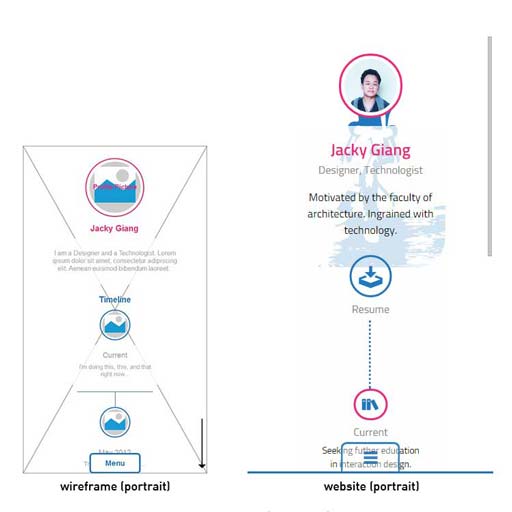 Profile Picture
Jacky Giang
I am a Designer and a Technologist. Lorem
ipsum dolor sit amet, consectetur adipiscing
elit. Aenean euismod bibendum laoreet.
Timeline
Current
I'm doing this, this, and that
right now...
May 2012
Menu
wireframe (portrait)
Jacky Giang
Designer, Technologist
Motivated by the faculty of
architecture. Ingrained with
technology.
Resume
Current
Seeking futher education
in interaction design.
website (portrait)